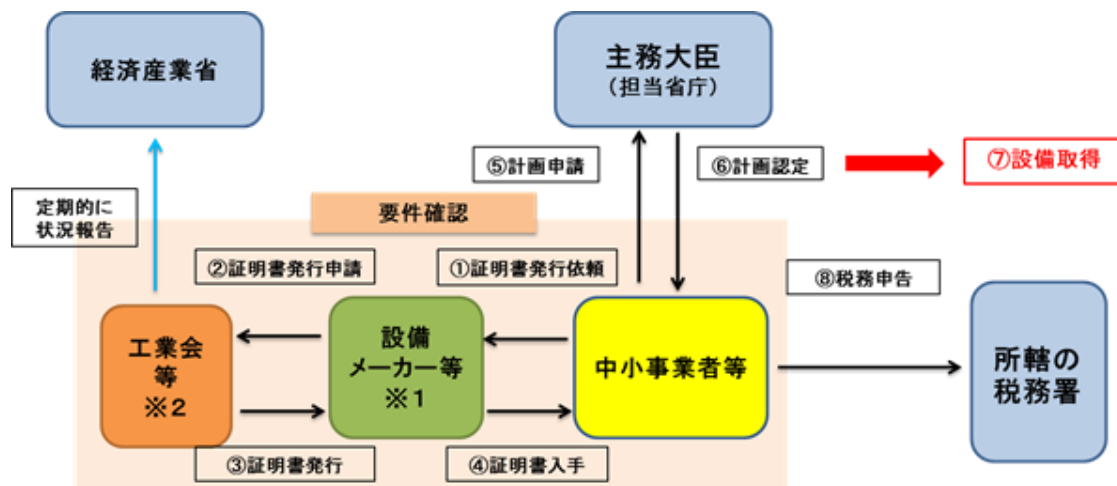 経済産業省
主務大臣
(担当省庁)
⑤計画申請
⑥計画認定
⑦設備取得
定期的に
状況報告
要件確認
②証明書発行申請
①証明書発行依頼
⑧税務申告
工業会
等
※2
設備
メーカー等
※1
中小事業者等
所轄の
税務署
③証明書発行
④証明書入手